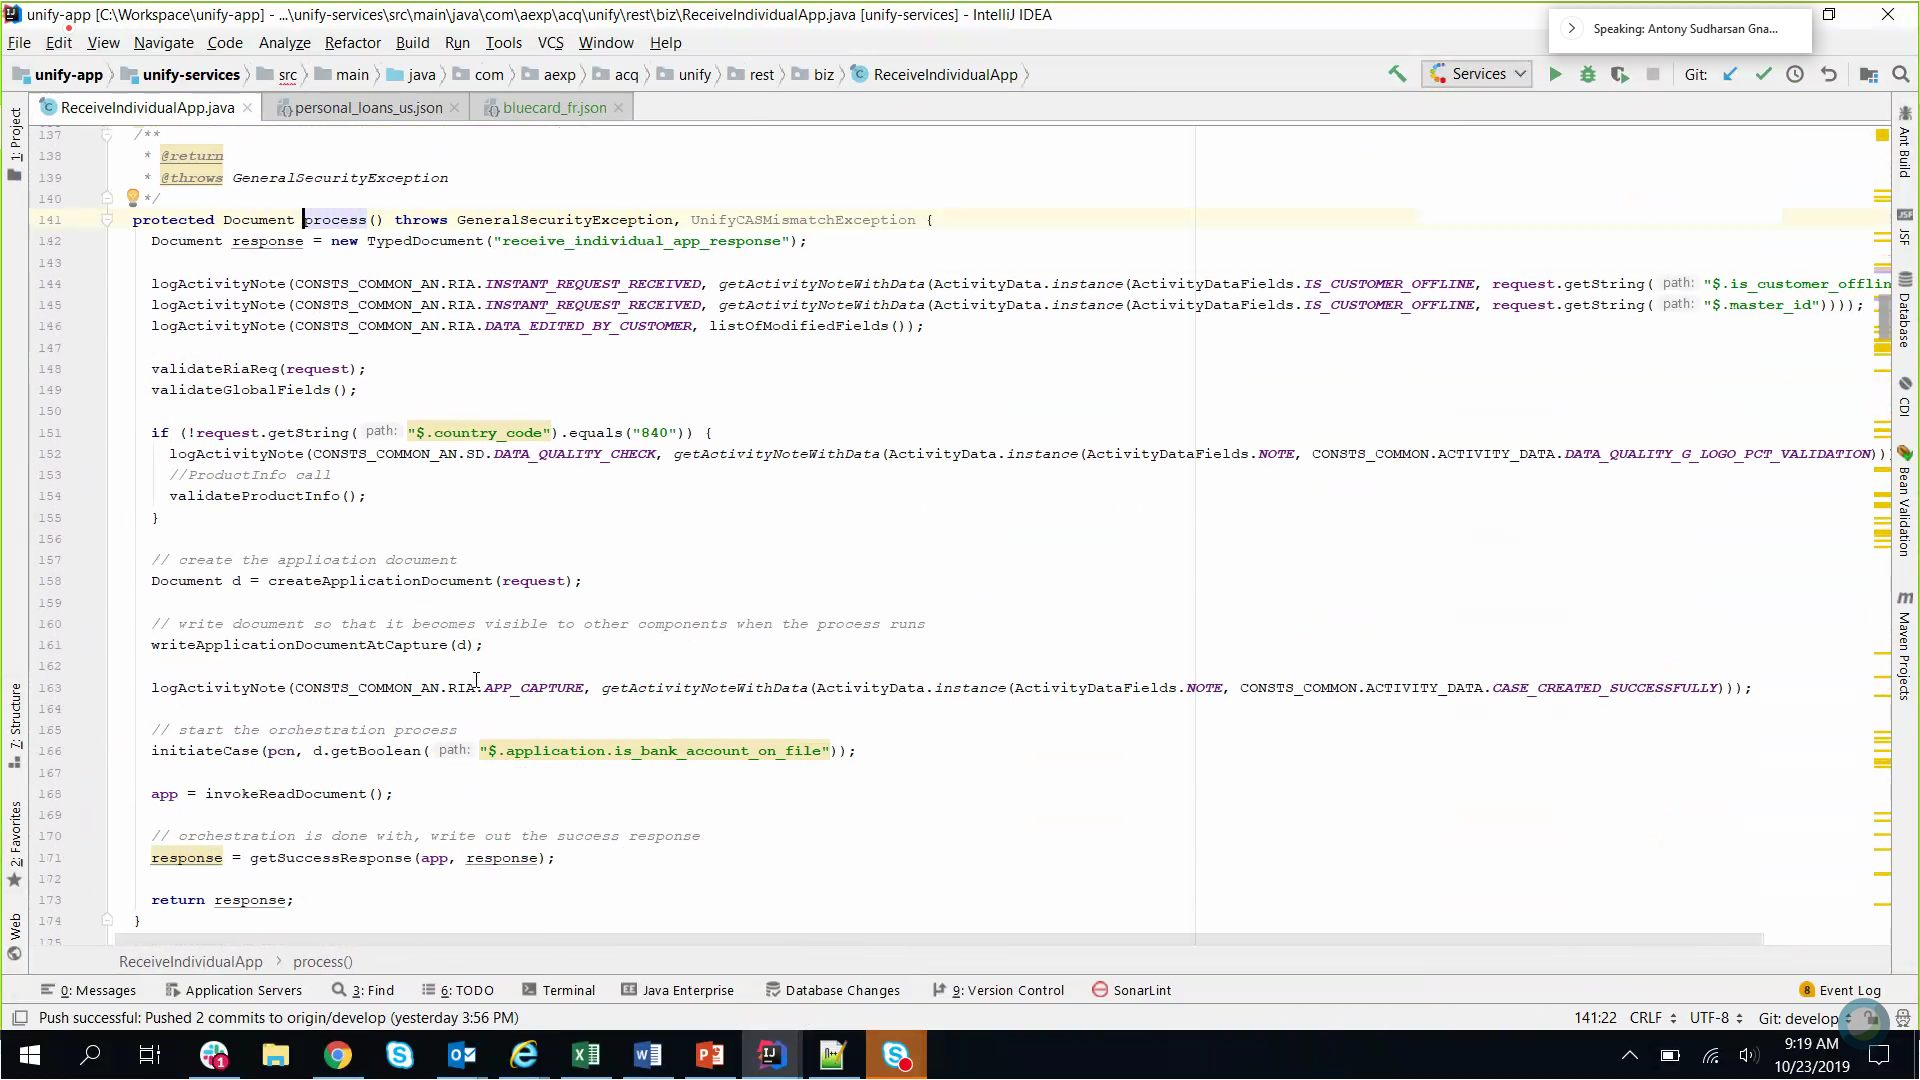 unify-app [C:\Workspace\unify-app] - ...\unify-services\src\main\java\com\aexp\acq\unify\rest\biz\ReceiveIndividualApp.java [unify-services] - IntelliJ IDEA
Speaking: Antony Sudharsan Gna...
File Edit View Navigate Code Analyze Refactor Build Run Tools VCS Window Help
unify-app unify-services src main java com aexp acq unify rest biz ReceiveIndividualApp Services Git:
ReceiveIndividualApp.java personal_loans_us.json bluecard_fr.json
137 /**
138 * @return
139 * @throws GeneralSecurityException
140 */
141 protected Document process() throws GeneralSecurityException, UnifyCASMismatchException {
142 Document response = new TypedDocument("receive_individual_app_response");
143
144 logActivityNote(CONSTS_COMMON_AN.RIA.INSTANT_REQUEST_RECEIVED, getActivityNoteWithData(ActivityData.instance(ActivityDataFields.IS_CUSTOMER_OFFLINE, request.getString( path: "$.is_customer_offlin
145 logActivityNote(CONSTS_COMMON_AN.RIA.INSTANT_REQUEST_RECEIVED, getActivityNoteWithData(ActivityData.instance(ActivityDataFields.IS_CUSTOMER_OFFLINE, request.getString( path: "$.master_id"))));
146 logActivityNote(CONSTS_COMMON_AN.RIA.DATA_EDITED_BY_CUSTOMER, listOfModifiedFields());
147
148 validateRiaReq(request);
149 validateGlobalFields();
150
151 if (!request.getString( path: "$.country_code").equals("840")) {
152 logActivityNote(CONSTS_COMMON_AN.SD.DATA_QUALITY_CHECK, getActivityNoteWithData(ActivityData.instance(ActivityDataFields.NOTE, CONSTS_COMMON.ACTIVITY_DATA.DATA_QUALITY_G_LOGO_PCT_VALIDATION))
153 //ProductInfo call
154 validateProductInfo();
155 }
156
157 // create the application document
158 Document d = createApplicationDocument(request);
159
160 // write document so that it becomes visible to other components when the process runs
161 writeApplicationDocumentAtCapture(d);
162
163 logActivityNote(CONSTS_COMMON_AN.RIA.APP_CAPTURE, getActivityNoteWithData(ActivityData.instance(ActivityDataFields.NOTE, CONSTS_COMMON.ACTIVITY_DATA.CASE_CREATED_SUCCESSFULLY)));
164
165 // start the orchestration process
166 initiateCase(pcn, d.getBoolean( path: "$.application.is_bank_account_on_file"));
167
168 app = invokeReadDocument();
169
170 // orchestration is done with, write out the success response
171 response = getSuccessResponse(app, response);
172
173 return response;
174 }
175
ReceiveIndividualApp > process()
1: Project
7: Structure
2: Favorites
Web
Ant Build
JSF
Database
CDI
Bean Validation
Maven Projects
0: Messages Application Servers 3: Find 6: TODO Terminal Java Enterprise Database Changes 9: Version Control SonarLint 8 Event Log
Push successful: Pushed 2 commits to origin/develop (yesterday 3:56 PM) 141:22 CRLF UTF-8 Git: develop
9:19 AM
10/23/2019